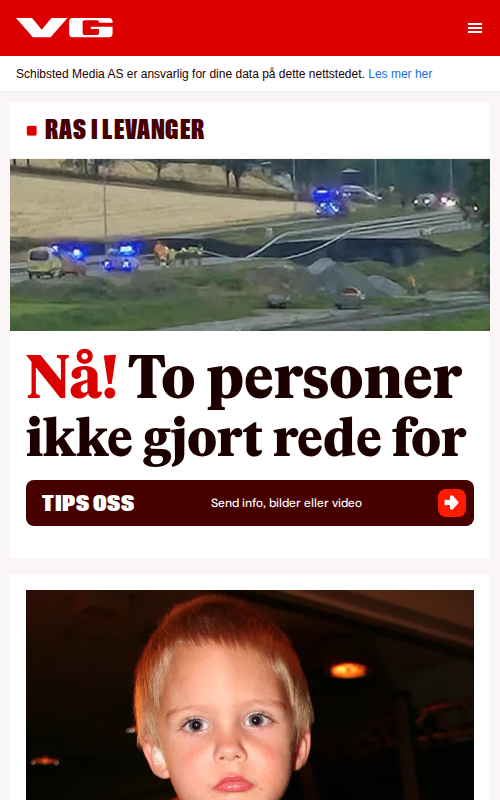 VG
Schibsted Media AS er ansvarlig for dine data på dette nettstedet. Les mer her
RAS I LEVANGER
Nå! To personer
ikke gjort rede for
TIPS OSS Send info, bilder eller video